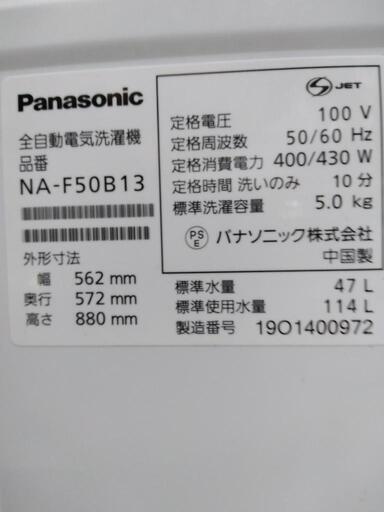 Panasonic
全自動電気洗濯機
品番
NA-F50B13
外形寸法
幅 562 mm
奥行 572 mm
高さ 880 mm
S JET
定格電圧 100 V
定格周波数 50/60 Hz
定格消費電力 400/430 W
定格時間 洗いのみ 10 分
標準洗濯容量 5.0 kg
PS E パナソニック株式会社
中国製
標準水量 47 L
標準使用水量 114 L
製造番号 19O1400972